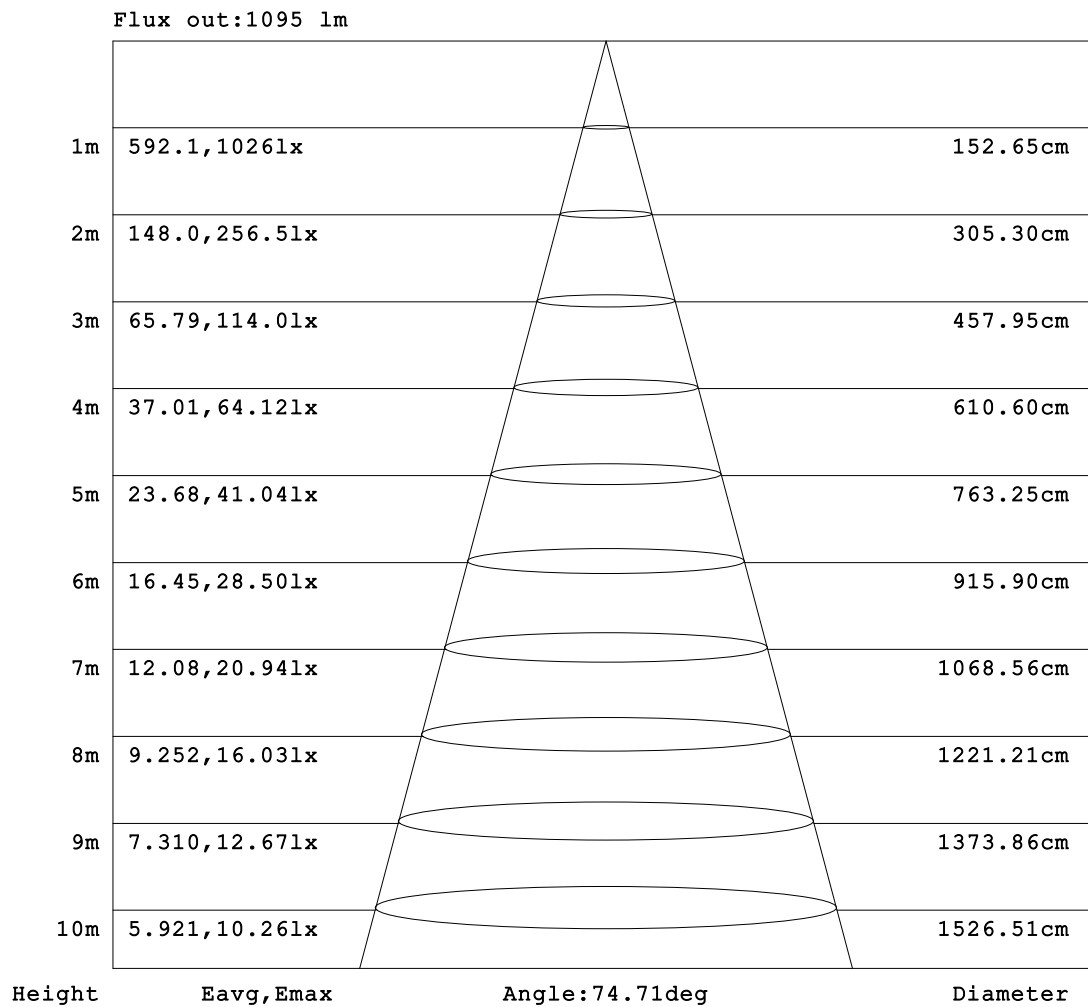 Flux out:1095 lm
1m 592.1,1026lx 152.65cm
2m 148.0,256.5lx 305.30cm
3m 65.79,114.0lx 457.95cm
4m 37.01,64.12lx 610.60cm
5m 23.68,41.04lx 763.25cm
6m 16.45,28.50lx 915.90cm
7m 12.08,20.94lx 1068.56cm
8m 9.252,16.03lx 1221.21cm
9m 7.310,12.67lx 1373.86cm
10m 5.921,10.26lx 1526.51cm
Height Eavg,Emax Angle:74.71deg Diameter